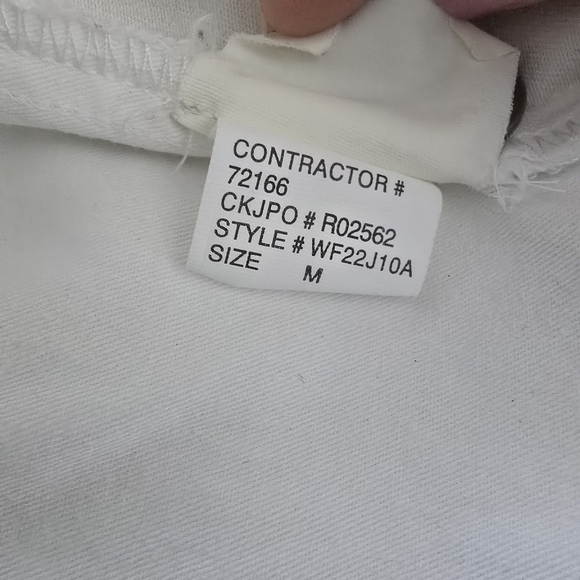 CONTRACTOR #
72166
CKJPO # R02562
STYLE # WF22J10A
SIZE M